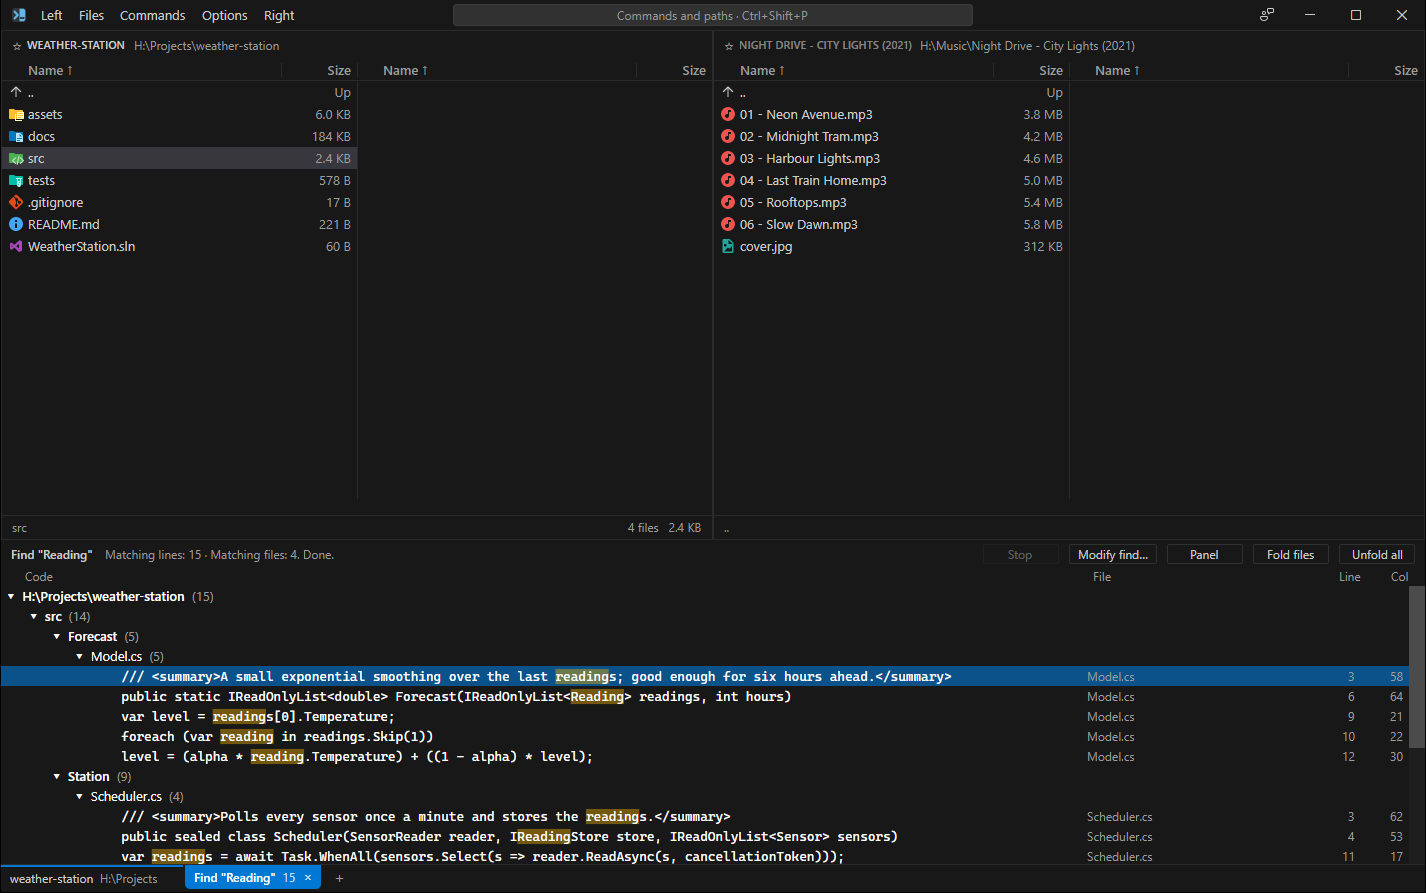 Left Files Commands Options Right Commands and paths · Ctrl+Shift+P
☆ WEATHER-STATION H:\Projects\weather-station
Name ↑ Size Name ↑ Size
↑ .. Up
assets 6.0 KB
docs 184 KB
src 2.4 KB
tests 578 B
.gitignore 17 B
README.md 221 B
WeatherStation.sln 60 B
src 4 files 2.4 KB
☆ NIGHT DRIVE - CITY LIGHTS (2021) H:\Music\Night Drive - City Lights (2021)
Name ↑ Size Name ↑ Size
↑ .. Up
01 - Neon Avenue.mp3 3.8 MB
02 - Midnight Tram.mp3 4.2 MB
03 - Harbour Lights.mp3 4.6 MB
04 - Last Train Home.mp3 5.0 MB
05 - Rooftops.mp3 5.4 MB
06 - Slow Dawn.mp3 5.8 MB
cover.jpg 312 KB
..
Find "Reading" Matching lines: 15 · Matching files: 4. Done. Stop Modify find... Panel Fold files Unfold all
Code File Line Col
H:\Projects\weather-station (15)
src (14)
Forecast (5)
Model.cs (5)
/// <summary>A small exponential smoothing over the last readings; good enough for six hours ahead.</summary> Model.cs 3 58
public static IReadOnlyList<double> Forecast(IReadOnlyList<Reading> readings, int hours) Model.cs 6 64
var level = readings[0].Temperature; Model.cs 9 21
foreach (var reading in readings.Skip(1)) Model.cs 10 22
level = (alpha * reading.Temperature) + ((1 - alpha) * level); Model.cs 12 30
Station (9)
Scheduler.cs (4)
/// <summary>Polls every sensor once a minute and stores the readings.</summary> Scheduler.cs 3 62
public sealed class Scheduler(SensorReader reader, IReadingStore store, IReadOnlyList<Sensor> sensors) Scheduler.cs 4 53
var readings = await Task.WhenAll(sensors.Select(s => reader.ReadAsync(s, cancellationToken))); Scheduler.cs 11 17
weather-station H:\Projects Find "Reading" 15 × +